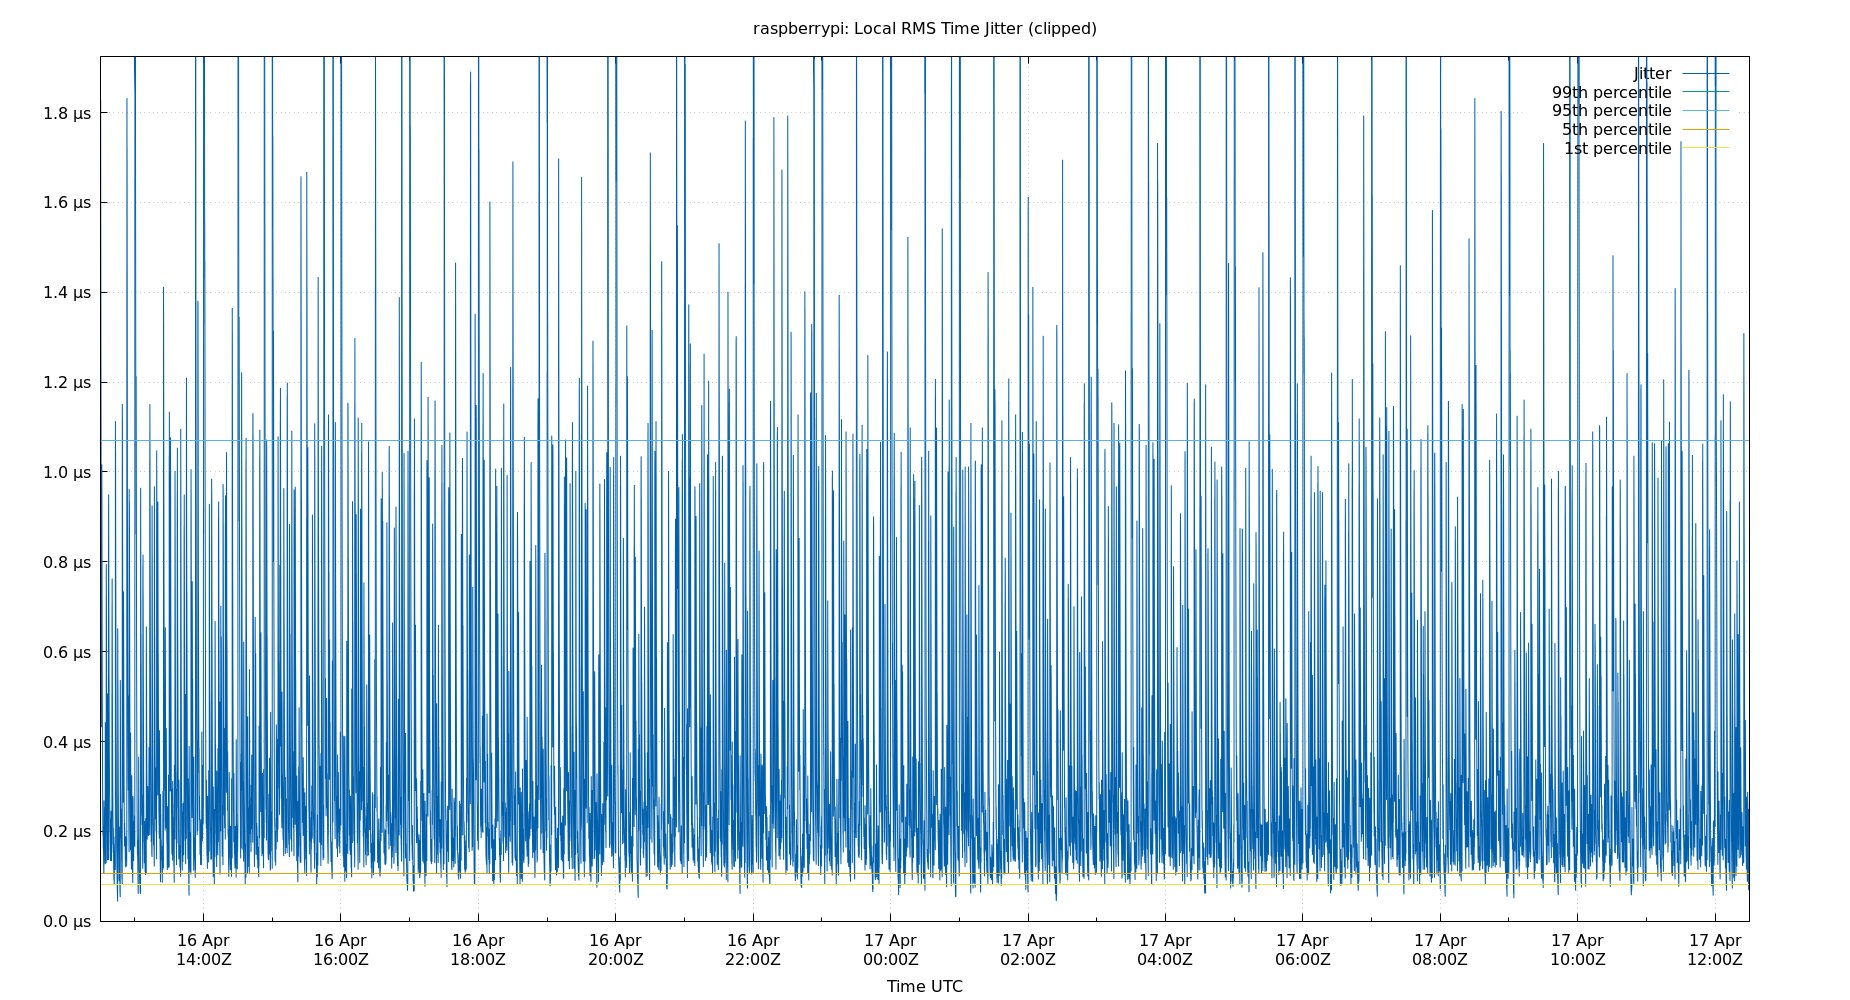 raspberrypi: Local RMS Time Jitter (clipped)
Jitter
99th percentile
95th percentile
5th percentile
1st percentile
1.8 µs
1.6 µs
1.4 µs
1.2 µs
1.0 µs
0.8 µs
0.6 µs
0.4 µs
0.2 µs
0.0 µs
16 Apr 16 Apr 16 Apr 16 Apr 16 Apr 17 Apr 17 Apr 17 Apr 17 Apr 17 Apr 17 Apr 17 Apr
14:00Z 16:00Z 18:00Z 20:00Z 22:00Z 00:00Z 02:00Z 04:00Z 06:00Z 08:00Z 10:00Z 12:00Z
Time UTC